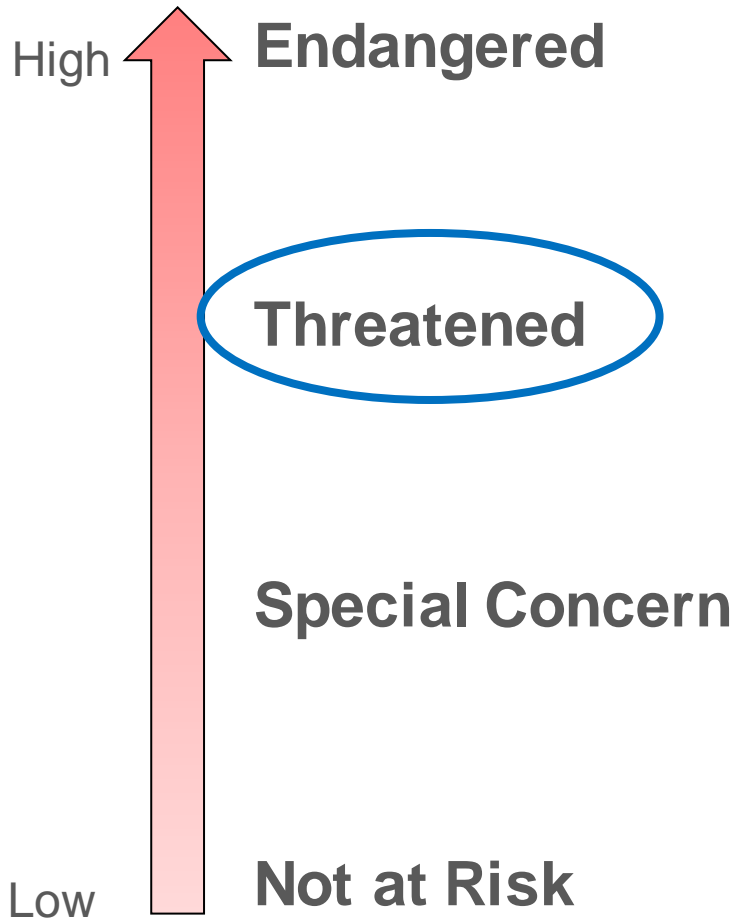 High
Endangered
Threatened
Special Concern
Not at Risk
Low